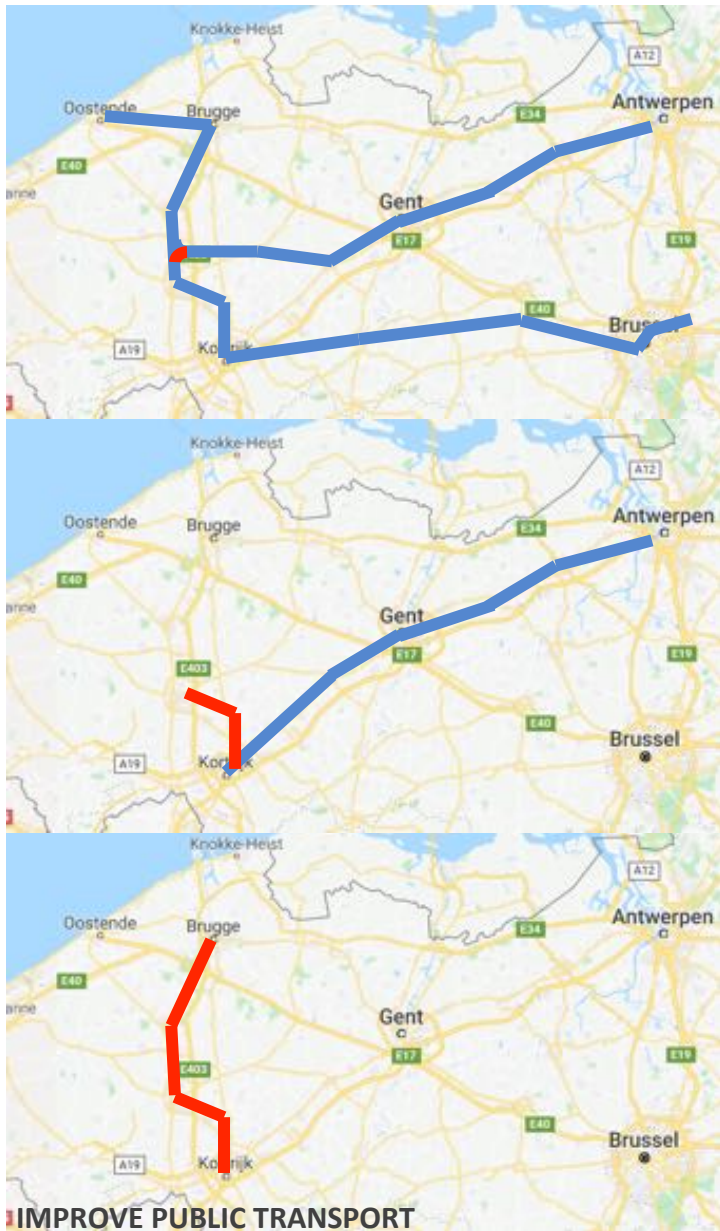 Knokke-Heist
A12
Oostende
Brugge
Antwerpen
E34
E40
Gent
E17
E19
E40
A19
Knokke-Heist
A12
Oostende
Brugge
E34
Antwerpen
E40
anne
Gent
E17
E19
E403
E40
Brussel
A19
Knokke-Heist
A12
Oostende
Brugge
Antwerpen
E34
E40
anne
Gent
E17
E19
E403
E40
Brussel
A19
IMPROVE PUBLIC TRANSPORT